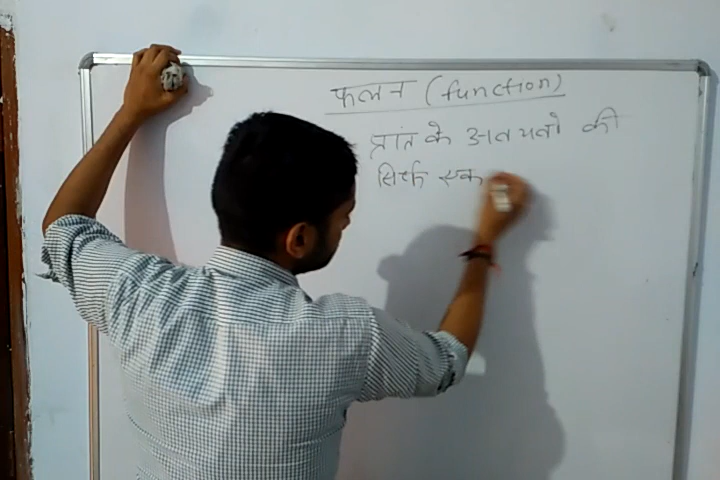 फलन (function)
प्रांत के अवयवों की
सिर्फ एक